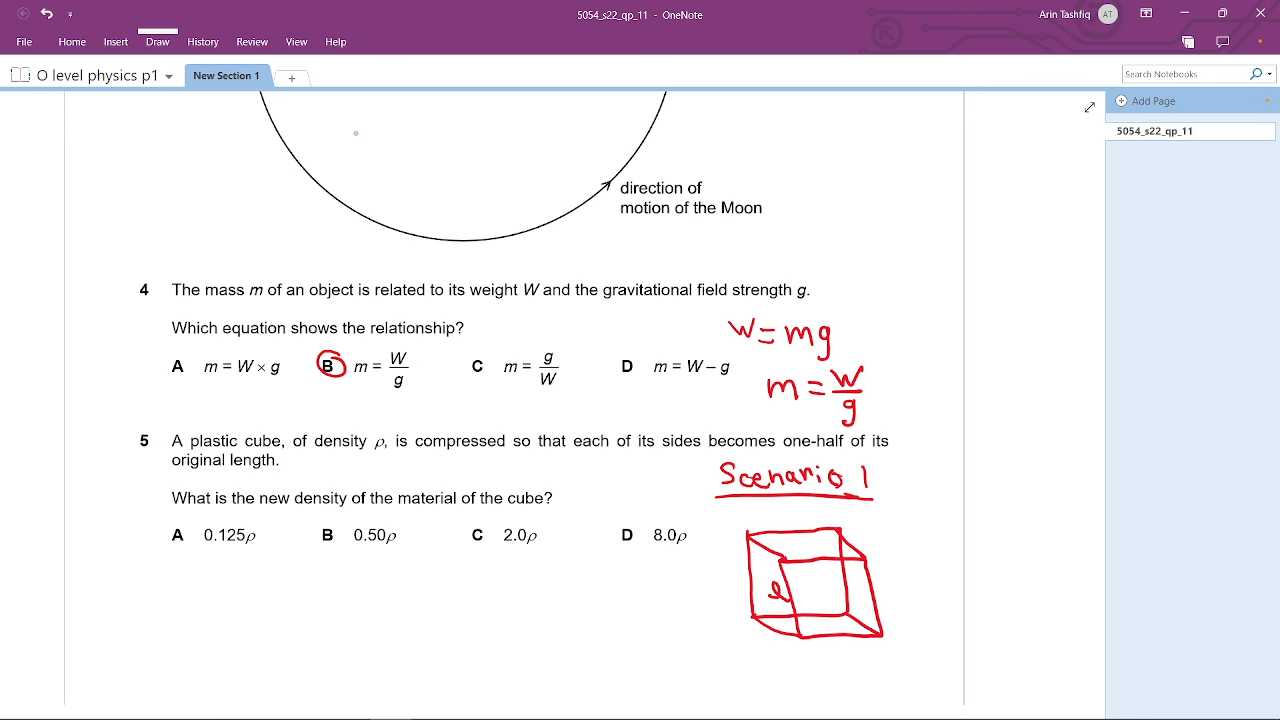 5054_s22_qp_11 - OneNote
Arin Tashfiq AT
File Home Insert Draw History Review View Help
O level physics p1 New Section 1 +
Search Notebooks
Add Page
5054_s22_qp_11
direction of
motion of the Moon
4 The mass m of an object is related to its weight W and the gravitational field strength g.
Which equation shows the relationship?
W = mg
A m = W × g B m = W/g C m = g/W D m = W – g
m = W/g
5 A plastic cube, of density ρ, is compressed so that each of its sides becomes one-half of its
original length.
Scenario 1
What is the new density of the material of the cube?
A 0.125ρ B 0.50ρ C 2.0ρ D 8.0ρ
l